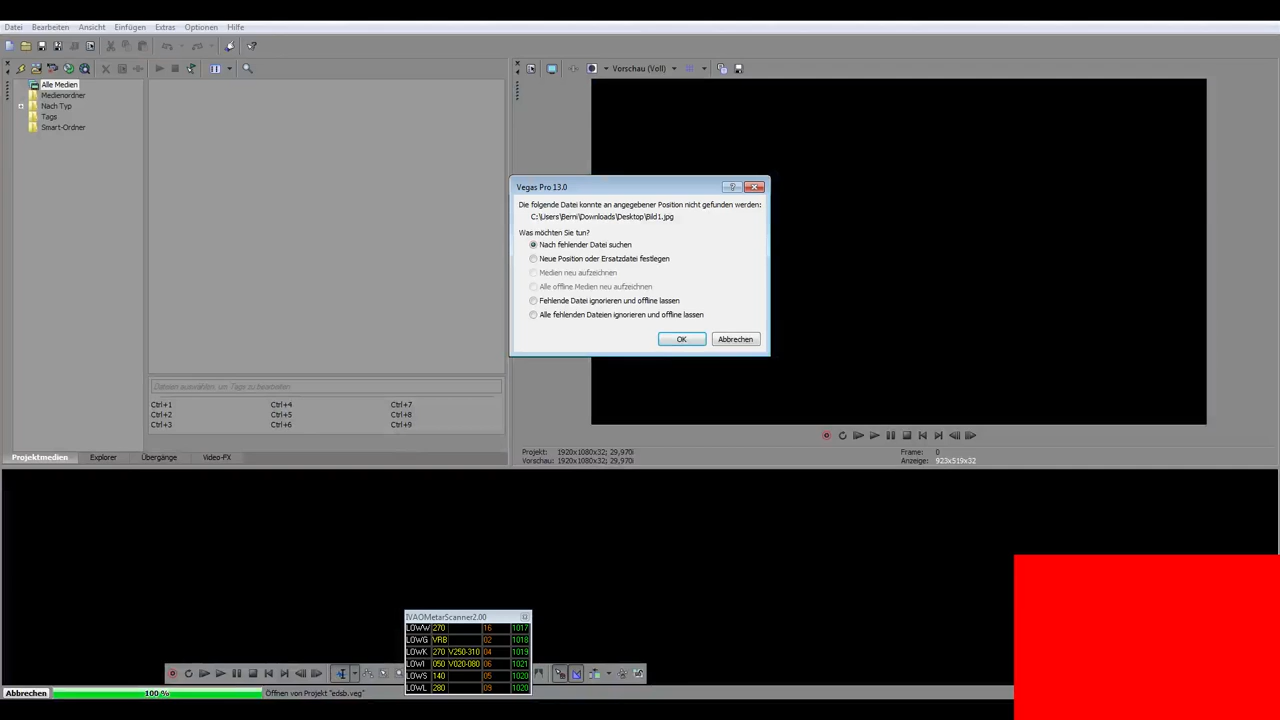 Datei Bearbeiten Ansicht Einfügen Extras Optionen Hilfe
Vorschau (Voll)
Alle Medien
Medienordner
Nach Typ
Tags
Smart-Ordner
Vegas Pro 13.0
Die folgende Datei konnte an angegebener Position nicht gefunden werden:
C:\Users\Berni\Downloads\Desktop\Bild1.jpg
Was möchten Sie tun?
Nach fehlender Datei suchen
Neue Position oder Ersatzdatei festlegen
Medien neu aufzeichnen
Alle offline Medien neu aufzeichnen
Fehlende Datei ignorieren und offline lassen
Alle fehlenden Dateien ignorieren und offline lassen
OK Abbrechen
Dateien auswählen, um Tags zu bearbeiten
Ctrl+1 Ctrl+4 Ctrl+7
Ctrl+2 Ctrl+5 Ctrl+8
Ctrl+3 Ctrl+6 Ctrl+9
Projektmedien Explorer Übergänge Video-FX
Projekt: 1920x1080x32; 29,970i Frame: 0
Vorschau: 1920x1080x32; 29,970i Anzeige: 923x519x32
IVAOMetarScanner2.00
LOWW 270 16 1017
LOWG VRB 02 1018
LOWK 270 V250-310 04 1019
LOWI 050 V020-080 06 1021
LOWS 140 05 1020
LOWL 280 09 1020
Abbrechen 100 % Öffnen von Projekt "edsb.veg"